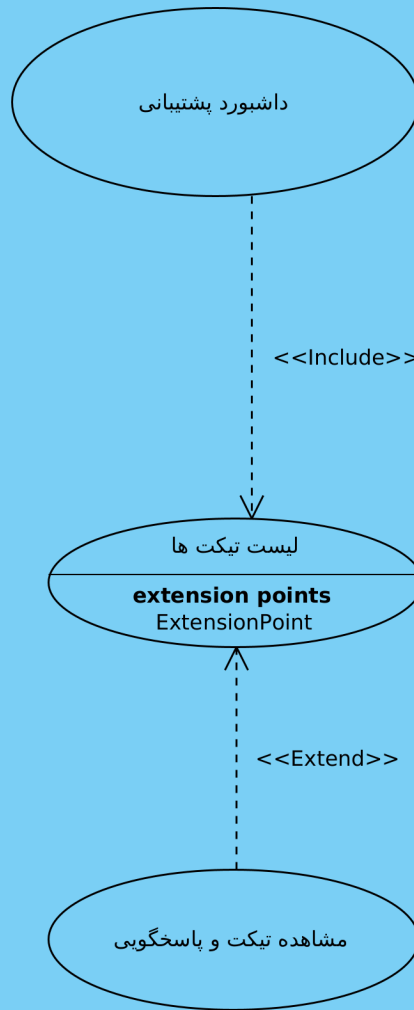 داشبورد پشتیبانی
<<Include>>
لیست تیکت ها
extension points
ExtensionPoint
<<Extend>>
مشاهده تیکت و پاسخگویی